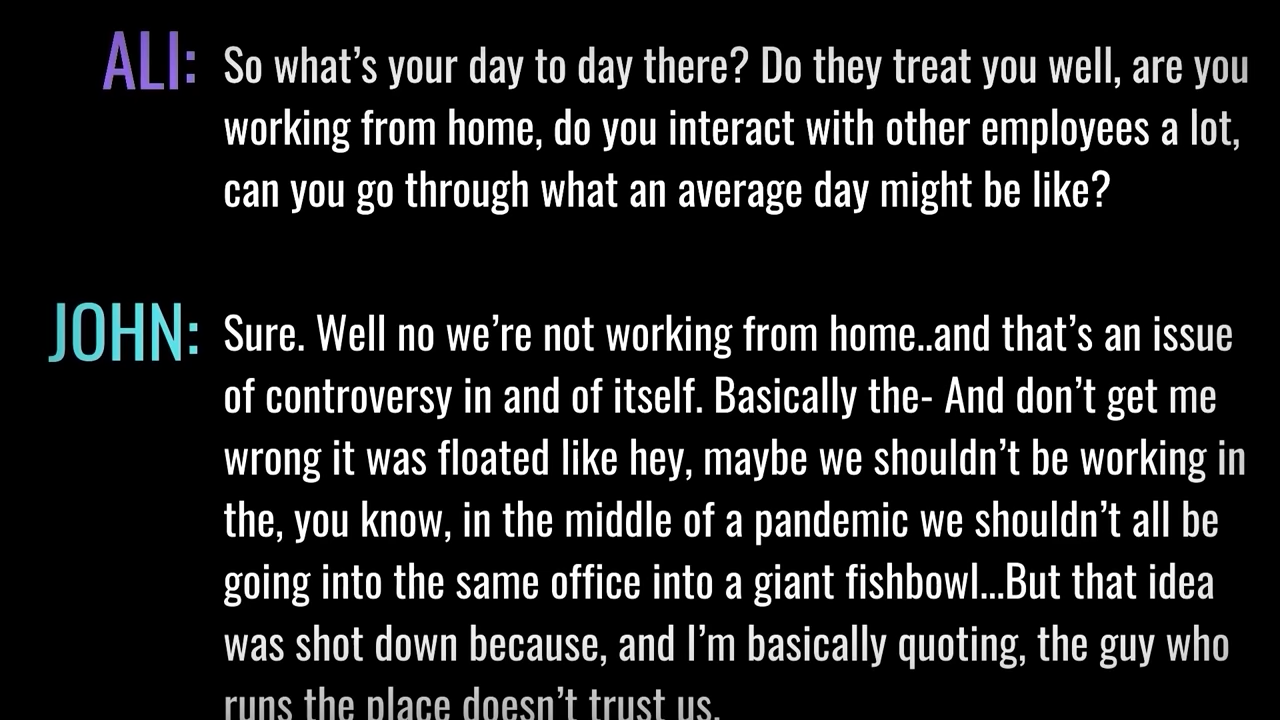 ALI: So what’s your day to day there? Do they treat you well, are you
working from home, do you interact with other employees a lot,
can you go through what an average day might be like?
JOHN: Sure. Well no we’re not working from home..and that’s an issue
of controversy in and of itself. Basically the- And don’t get me
wrong it was floated like hey, maybe we shouldn’t be working in
the, you know, in the middle of a pandemic we shouldn’t all be
going into the same office into a giant fishbowl...But that idea
was shot down because, and I’m basically quoting, the guy who
runs the place doesn’t trust us.